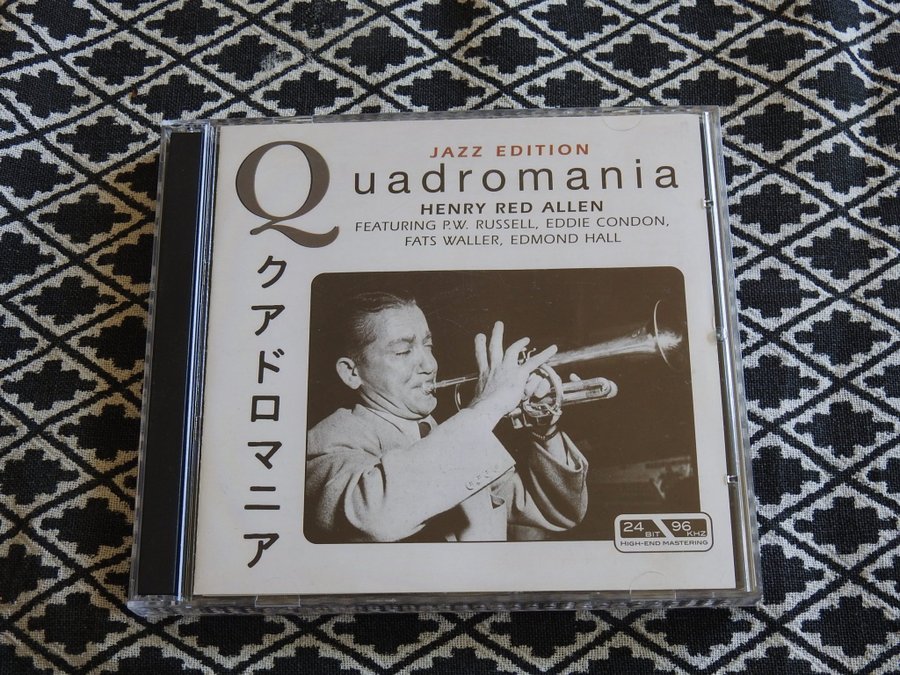 JAZZ EDITION
Quadromania
HENRY RED ALLEN
FEATURING P.W. RUSSELL, EDDIE CONDON,
FATS WALLER, EDMOND HALL
クアドロマニア
24 BIT 96 KHZ
HIGH-END MASTERING